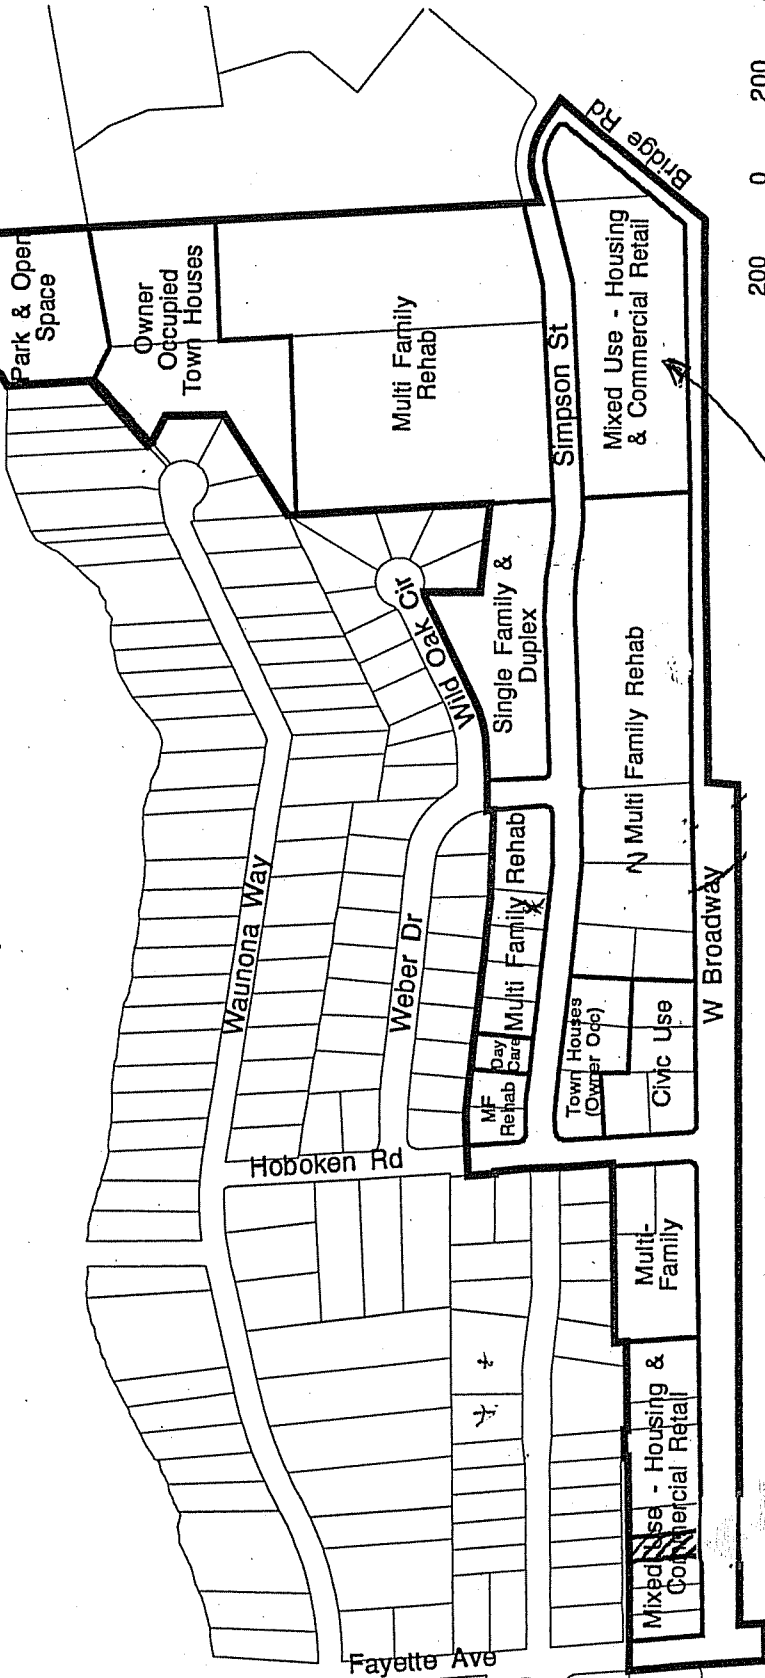 200
0
200
Bridge Rd
Park & Open
Space
Owner
Occupied
Town Houses
Multi Family
Rehab
Simpson St
Mixed Use - Housing
& Commercial Retail
Wild Oak Cir
Single Family &
Duplex
Multi Family Rehab
Waunona Way
Weber Dr
Multi Family Rehab
Day
Care
MF
Rehab
Town Houses
(Owner Occ)
Civic Use
W Broadway
Hoboken Rd
Multi-
Family
Mixed Use - Housing &
Commercial Retail
Fayette Ave